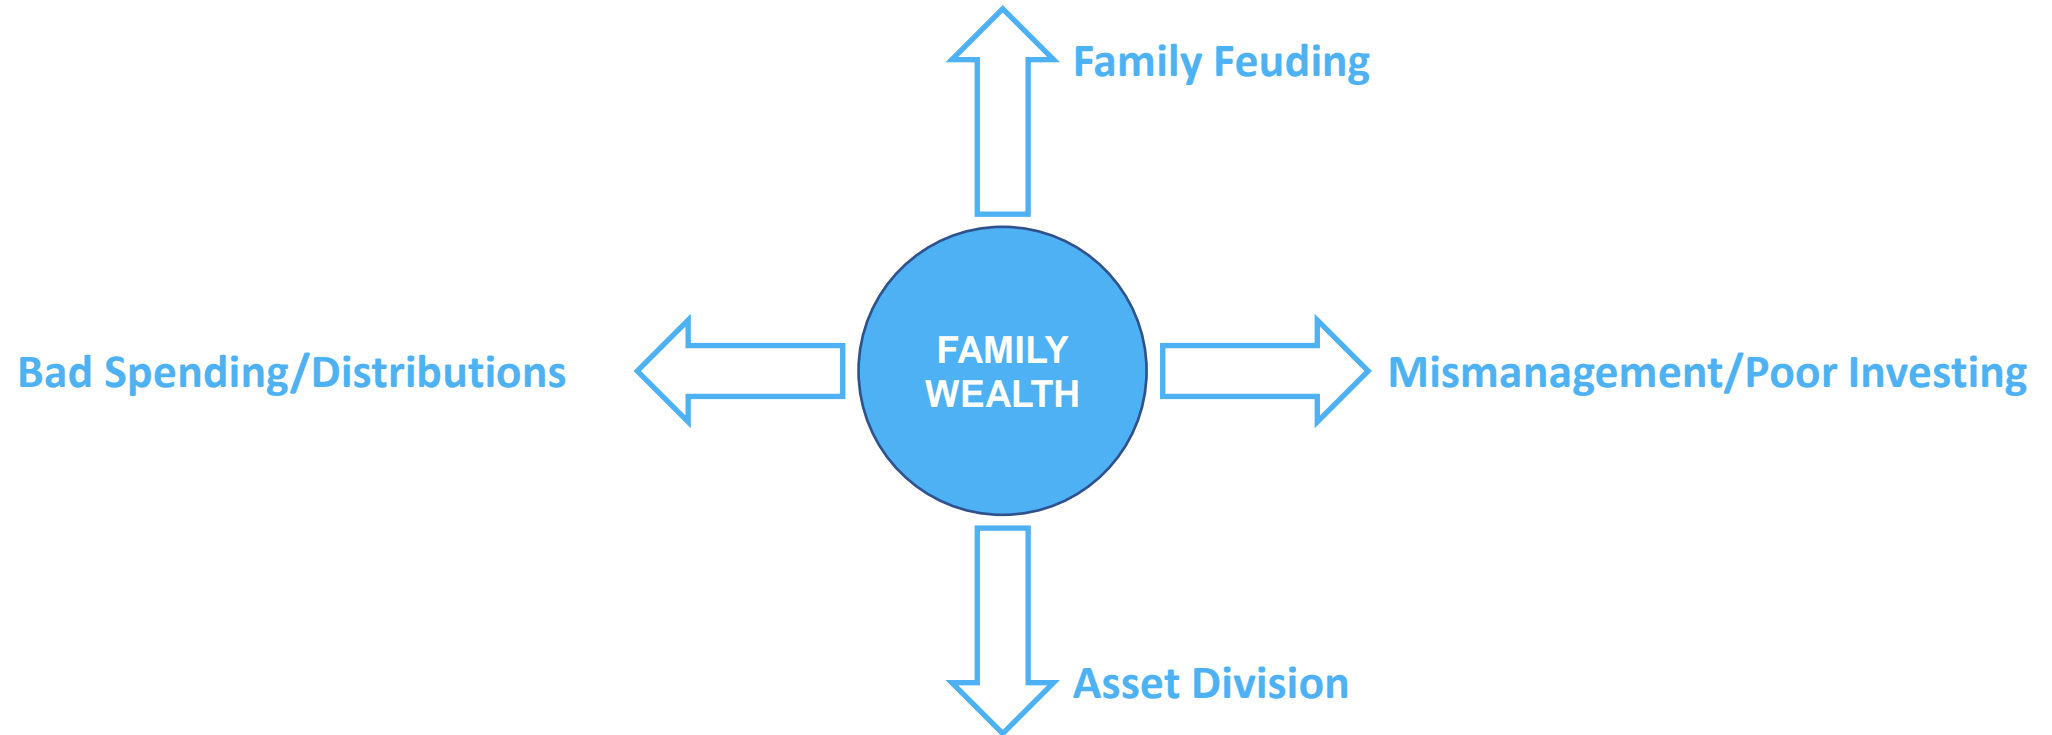 Family Feuding
Bad Spending/Distributions
FAMILY
WEALTH
Mismanagement/Poor Investing
Asset Division